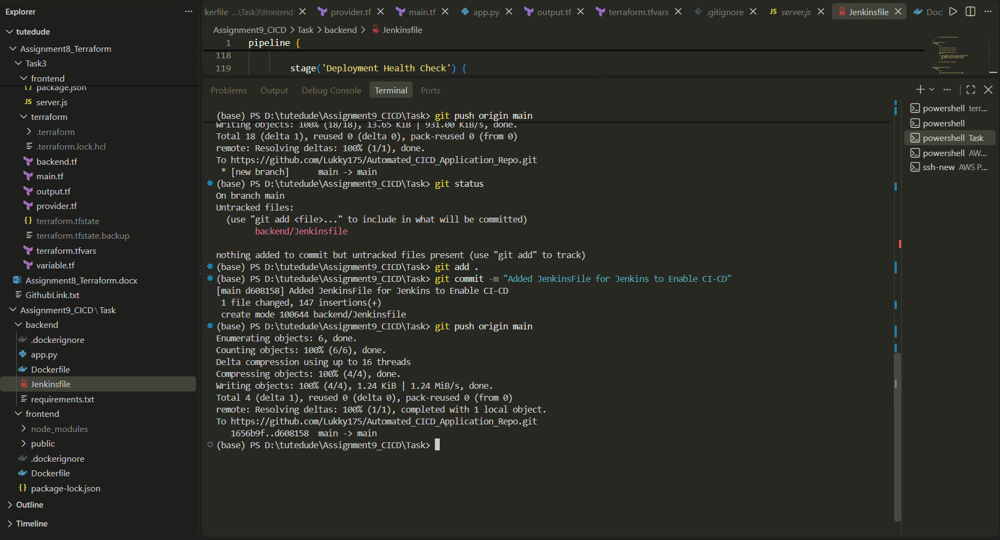 Explorer
tutedude
Assignment8_Terraform
Task3
frontend
package.json
server.js
terraform
.terraform
.terraform.lock.hcl
backend.tf
main.tf
output.tf
provider.tf
terraform.tfstate
terraform.tfstate.backup
terraform.tfvars
variable.tf
Assignment8_Terraform.docx
GithubLink.txt
Assignment9_CICD\Task
backend
.dockerignore
app.py
Dockerfile
Jenkinsfile
requirements.txt
frontend
node_modules
public
.dockerignore
Dockerfile
package-lock.json
Outline
Timeline
kerfile ...\Task3\frontend provider.tf main.tf app.py output.tf terraform.tfvars .gitignore JS server.js Jenkinsfile Doc
Assignment9_CICD > Task > backend > Jenkinsfile
1 pipeline {
118
119 stage('Deployment Health Check') {
Problems Output Debug Console Terminal Ports
(base) PS D:\tutedude\Assignment9_CICD\Task> git push origin main
Writing objects: 100% (18/18), 13.65 KiB | 931.00 KiB/s, done.
Total 18 (delta 1), reused 0 (delta 0), pack-reused 0 (from 0)
remote: Resolving deltas: 100% (1/1), done.
To https://github.com/Lukky175/Automated_CICD_Application_Repo.git
* [new branch] main -> main
(base) PS D:\tutedude\Assignment9_CICD\Task> git status
On branch main
Untracked files:
(use "git add <file>..." to include in what will be committed)
backend/Jenkinsfile
nothing added to commit but untracked files present (use "git add" to track)
(base) PS D:\tutedude\Assignment9_CICD\Task> git add .
(base) PS D:\tutedude\Assignment9_CICD\Task> git commit -m "Added JenkinsFile for Jenkins to Enable CI-CD"
[main d608158] Added JenkinsFile for Jenkins to Enable CI-CD
1 file changed, 147 insertions(+)
create mode 100644 backend/Jenkinsfile
(base) PS D:\tutedude\Assignment9_CICD\Task> git push origin main
Enumerating objects: 6, done.
Counting objects: 100% (6/6), done.
Delta compression using up to 16 threads
Compressing objects: 100% (4/4), done.
Writing objects: 100% (4/4), 1.24 KiB | 1.24 MiB/s, done.
Total 4 (delta 1), reused 0 (delta 0), pack-reused 0 (from 0)
remote: Resolving deltas: 100% (1/1), completed with 1 local object.
To https://github.com/Lukky175/Automated_CICD_Application_Repo.git
1656b9f..d608158 main -> main
(base) PS D:\tutedude\Assignment9_CICD\Task>
powershell terr...
powershell
powershell Task
powershell AW...
ssh-new AWS P...